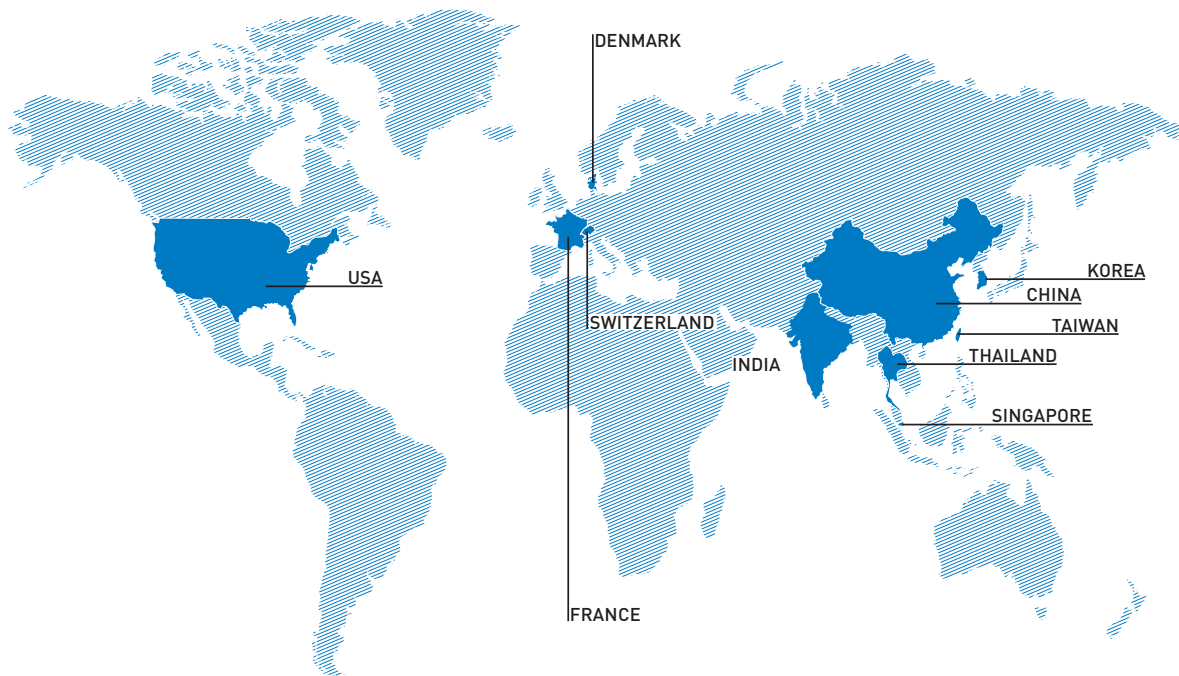 DENMARK
USA
KOREA
CHINA
SWITZERLAND
TAIWAN
INDIA
THAILAND
SINGAPORE
FRANCE